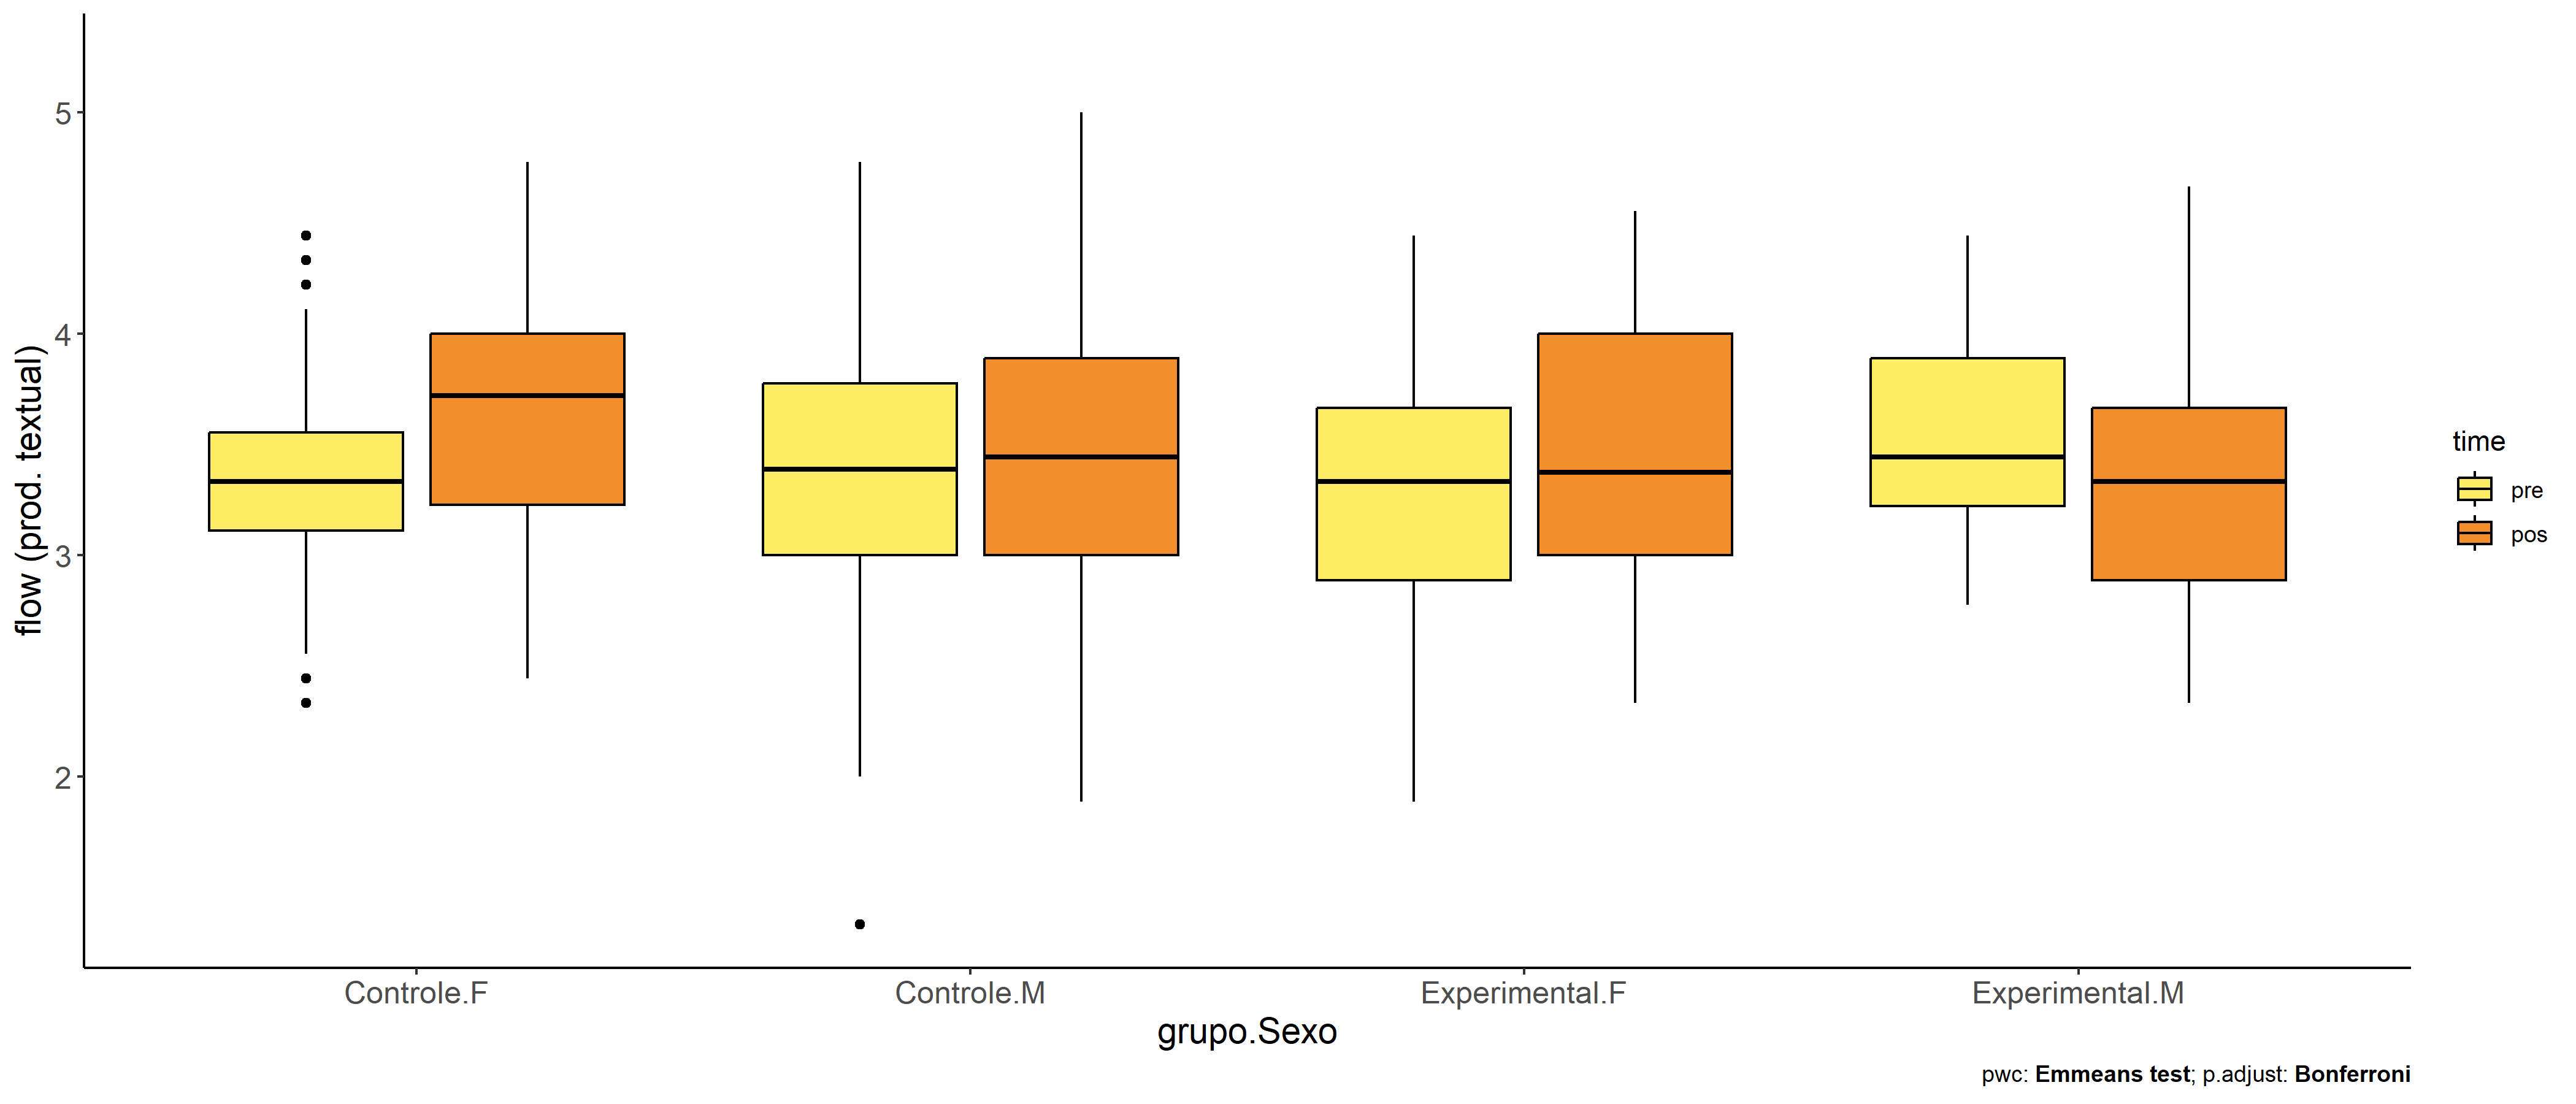 flow (prod. textual)
5
4
3
2
Controle.F
Controle.M
Experimental.F
Experimental.M
grupo.Sexo
time
pre
pos
pwc: Emmeans test; p.adjust: Bonferroni